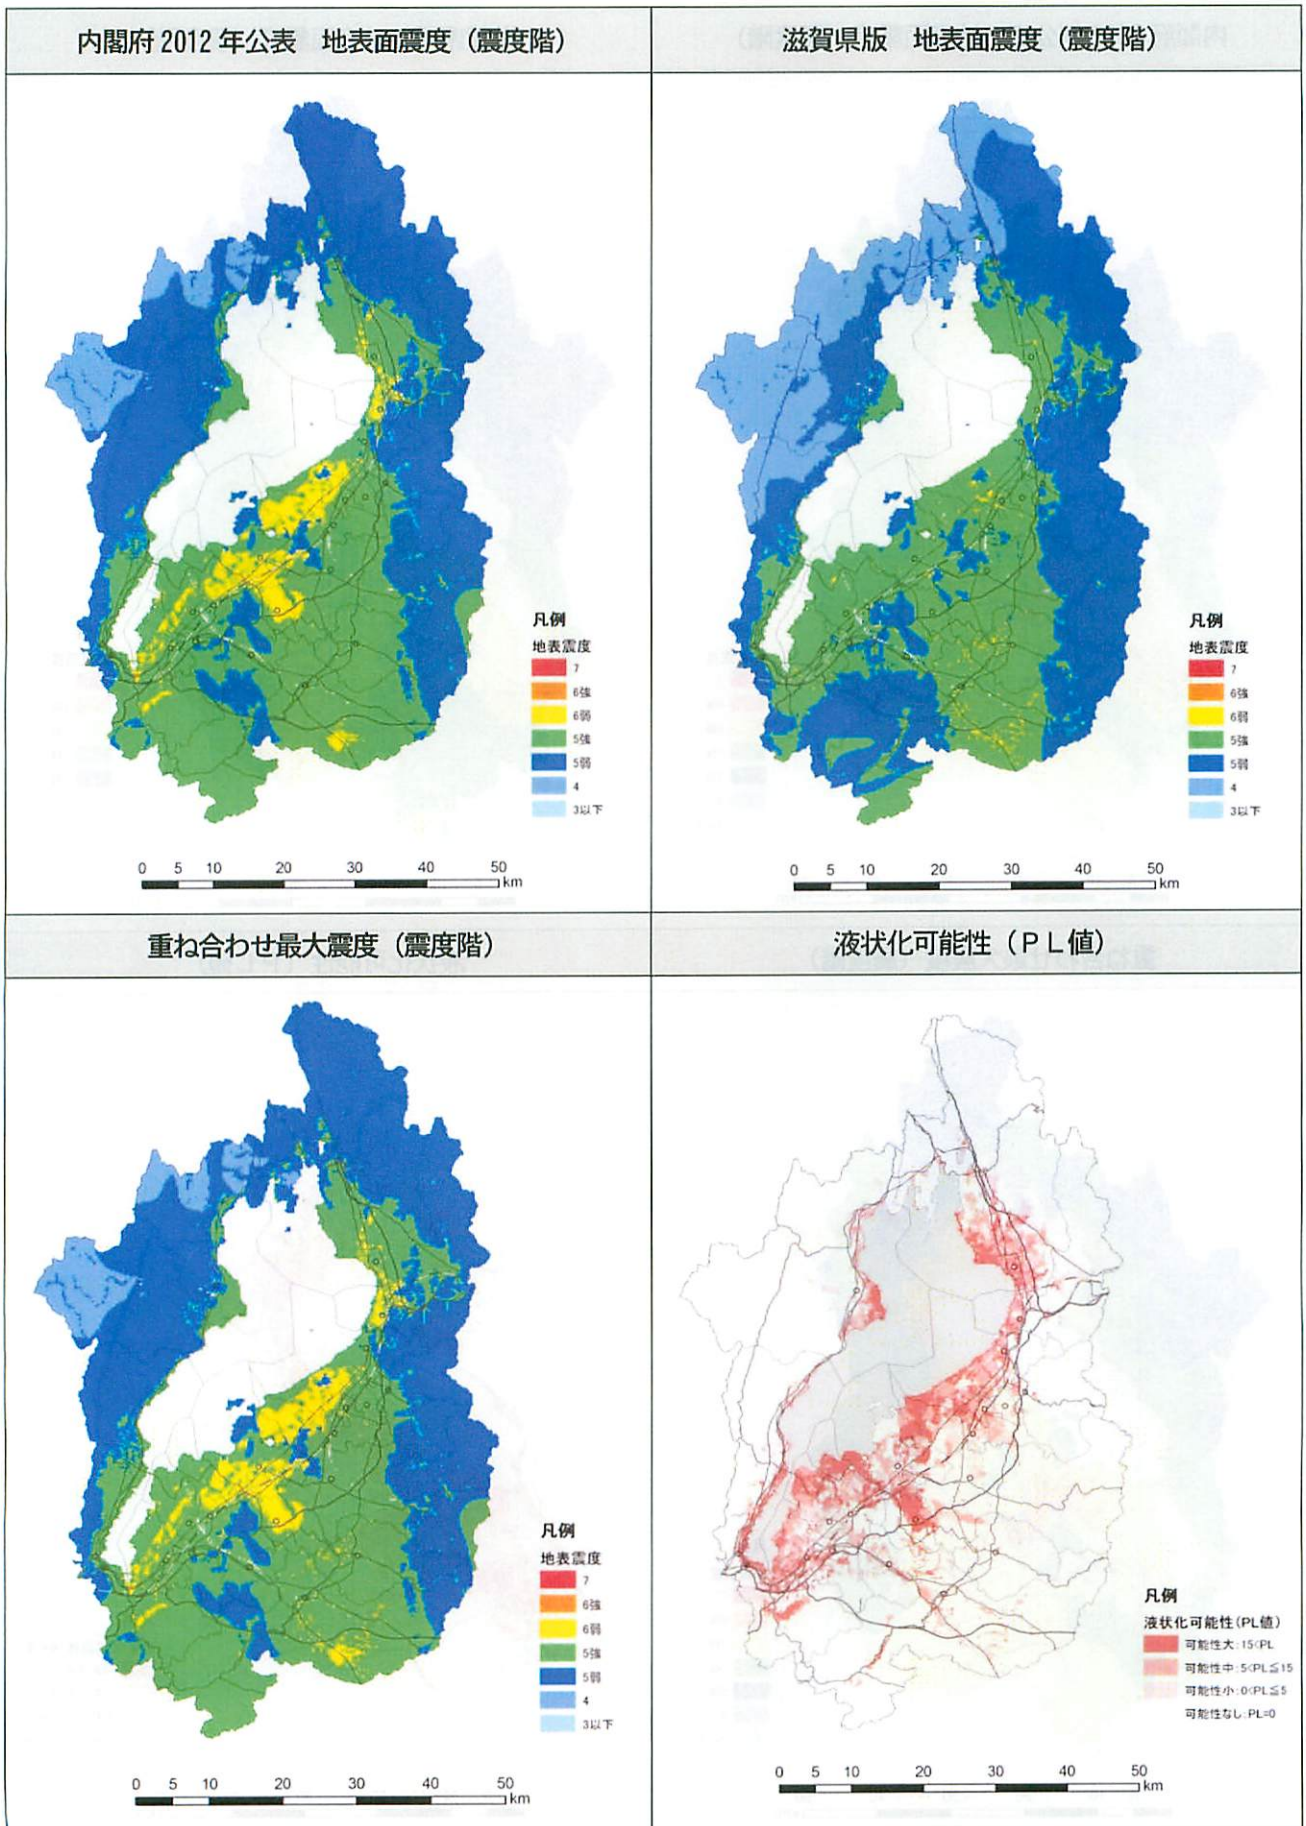 内閣府 2012 年公表　地表面震度（震度階）
滋賀県版　地表面震度（震度階）
凡例
地表震度
7
6強
6弱
5強
5弱
4
3以下
0 5 10 20 30 40 50
km
凡例
地表震度
7
6強
6弱
5強
5弱
4
3以下
0 5 10 20 30 40 50
km
重ね合わせ最大震度（震度階）
液状化可能性（ＰＬ値）
凡例
地表震度
7
6強
6弱
5強
5弱
4
3以下
0 5 10 20 30 40 50
km
凡例
液状化可能性(PL値)
可能性大:15<PL
可能性中:5<PL≦15
可能性小:0<PL≦5
可能性なし:PL=0
0 5 10 20 30 40 50
km